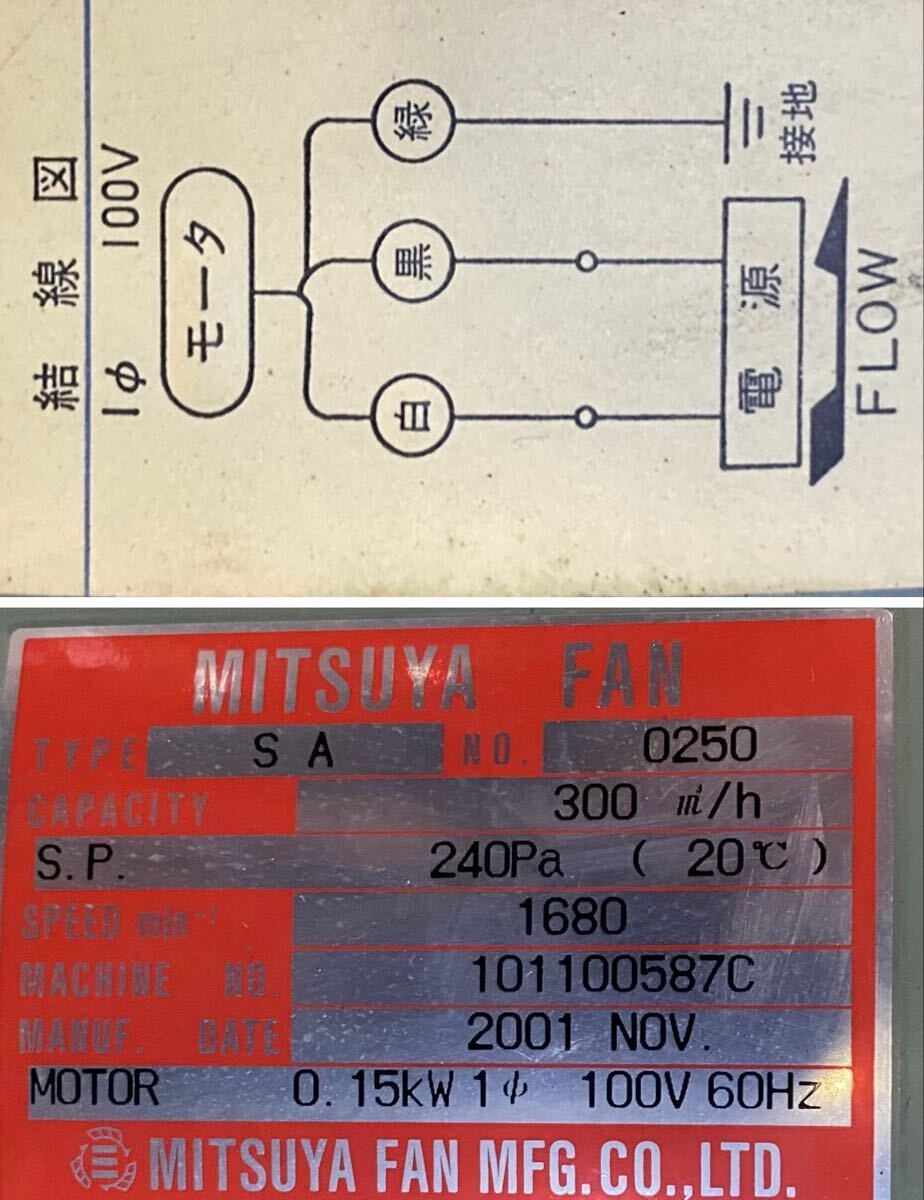 結線図
1φ 100V
モータ
白 黒 緑
電源 接地
FLOW
MITSUYA FAN
TYPE SA NO. 0250
CAPACITY 300 ㎥/h
S.P. 240Pa ( 20℃ )
SPEED min⁻¹ 1680
MACHINE NO. 101100587C
MANUF. DATE 2001 NOV.
MOTOR 0.15kW 1φ 100V 60Hz
MITSUYA FAN MFG.CO.,LTD.